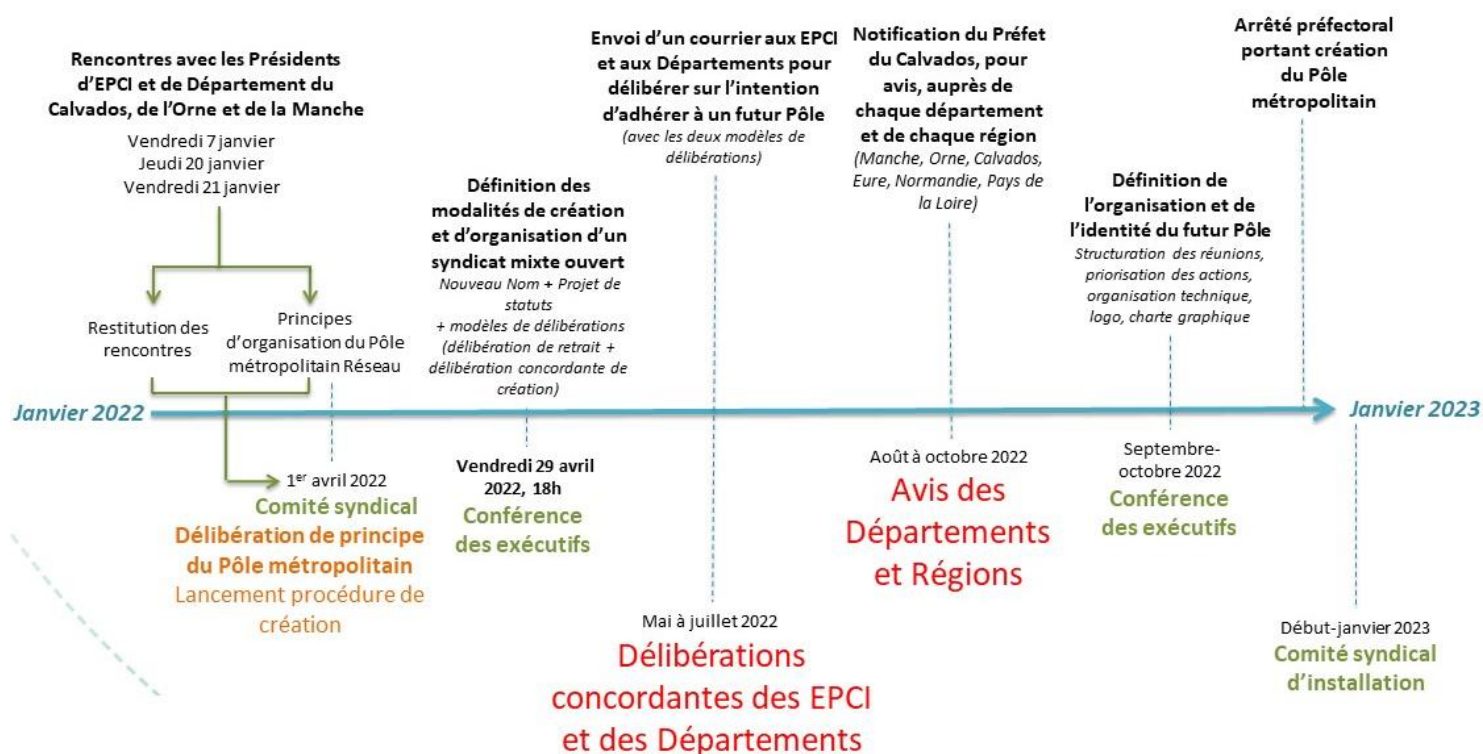 Rencontres avec les Présidents
d'EPCI et de Département du
Calvados, de l'Orne et de la Manche
Vendredi 7 janvier
Jeudi 20 janvier
Vendredi 21 janvier
Restitution des
rencontres
Principes
d'organisation du Pôle
métropolitain Réseau
Définition des
modalités de création
et d'organisation d'un
syndicat mixte ouvert
Nouveau Nom + Projet de
statuts
+ modèles de délibérations
(délibération de retrait +
délibération concordante de
création)
Envoi d'un courrier aux EPCI
et aux Départements pour
délibérer sur l'intention
d'adhérer à un futur Pôle
(avec les deux modèles de
délibérations)
Notification du Préfet
du Calvados, pour
avis, auprès de
chaque département
et de chaque région
(Manche, Orne, Calvados,
Eure, Normandie, Pays de
la Loire)
Définition de
l'organisation et de
l'identité du futur Pôle
Structuration des réunions,
priorisation des actions,
organisation technique,
logo, charte graphique
Arrêté préfectoral
portant création
du Pôle
métropolitain
Janvier 2022
Janvier 2023
1er avril 2022
Comité syndical
Délibération de principe
du Pôle métropolitain
Lancement procédure de
création
Vendredi 29 avril
2022, 18h
Conférence
des exécutifs
Mai à juillet 2022
Délibérations
concordantes des EPCI
et des Départements
Août à octobre 2022
Avis des
Départements
et Régions
Septembre-
octobre 2022
Conférence
des exécutifs
Début-janvier 2023
Comité syndical
d'installation